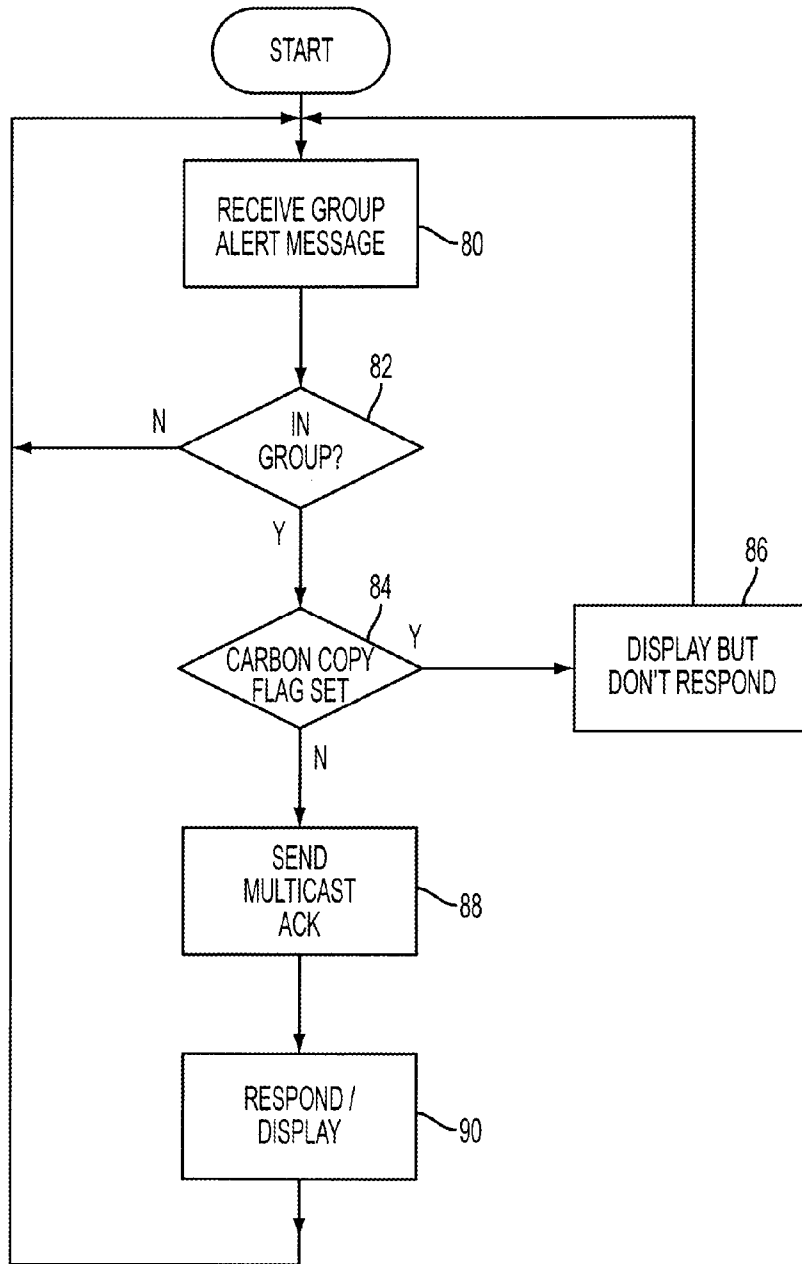 START
RECEIVE GROUP
ALERT MESSAGE
80
82
N
IN
GROUP?
Y
84
Y
CARBON COPY
FLAG SET
86
DISPLAY BUT
DON'T RESPOND
N
SEND
MULTICAST
ACK
88
RESPOND /
DISPLAY
90